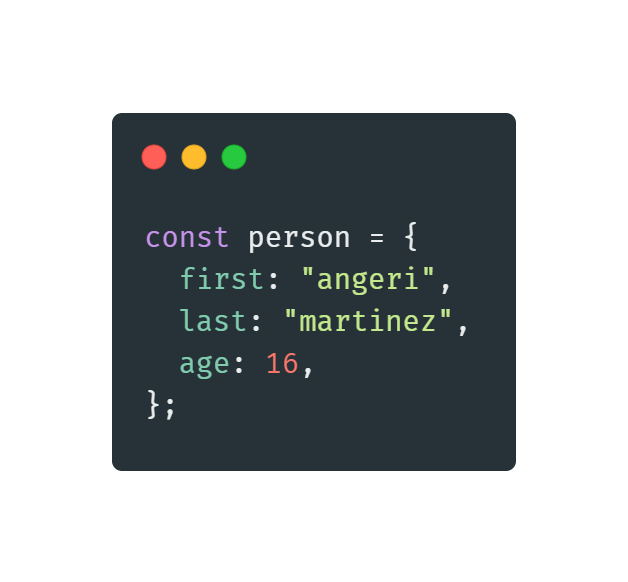 const person = {
  first: "angeri",
  last: "martinez",
  age: 16,
};